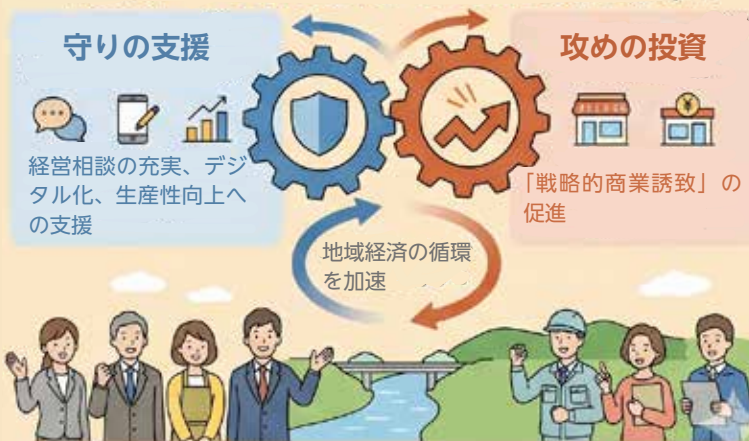 守りの支援
経営相談の充実、デジ
タル化、生産性向上へ
の支援
攻めの投資
¥
「戦略的商業誘致」の
促進
地域経済の循環
を加速